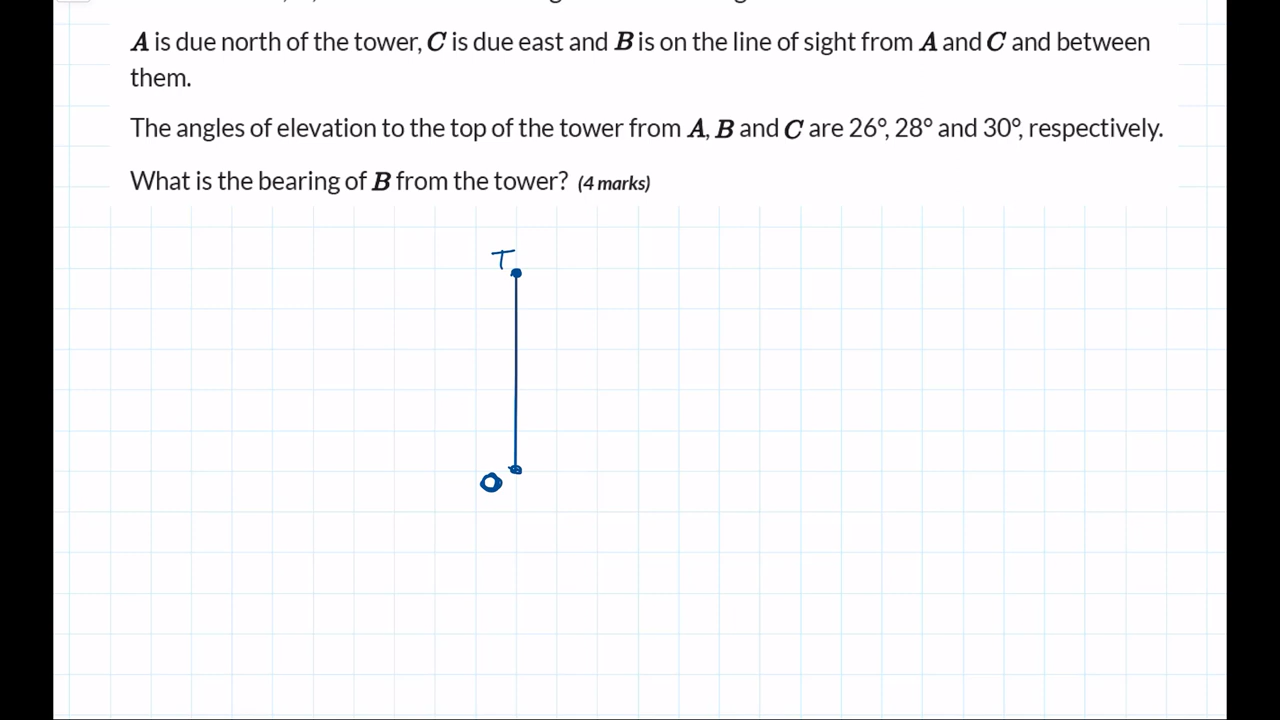 A is due north of the tower, C is due east and B is on the line of sight from A and C and between
them.
The angles of elevation to the top of the tower from A, B and C are 26°, 28° and 30°, respectively.
What is the bearing of B from the tower? (4 marks)
T
O